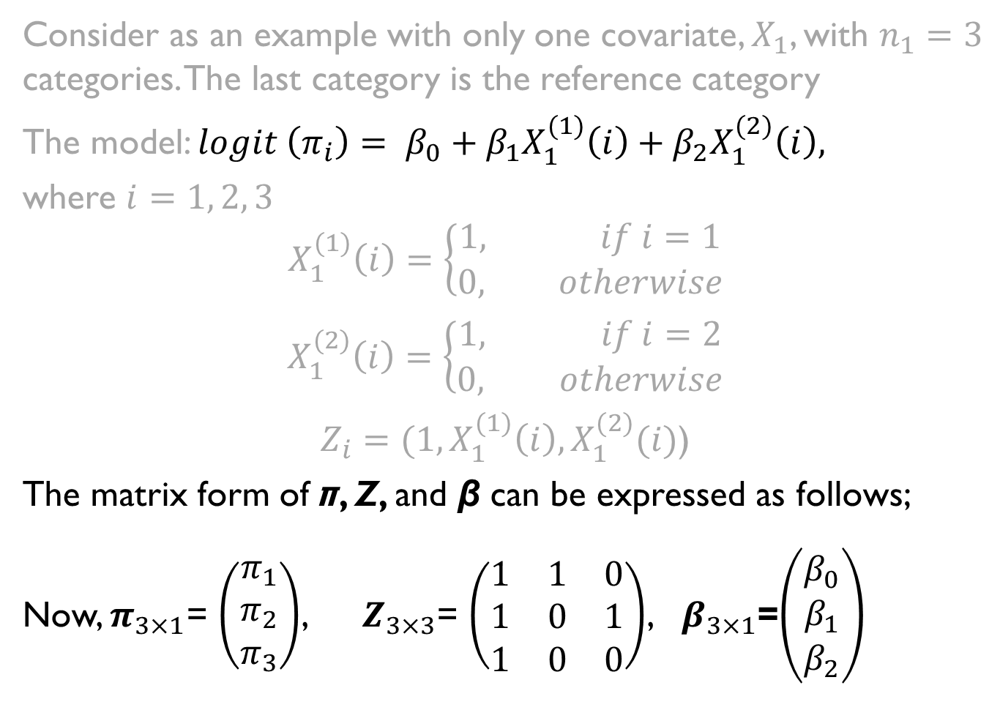 Consider as an example with only one covariate, $X_1$, with $n_1 = 3$
categories. The last category is the reference category
The model: $logit\,(\pi_i) = \beta_0 + \beta_1 X_1^{(1)}(i) + \beta_2 X_1^{(2)}(i),$
where $i = 1, 2, 3$
$X_1^{(1)}(i) = \begin{cases} 1, & if\ i = 1 \\ 0, & otherwise \end{cases}$
$X_1^{(2)}(i) = \begin{cases} 1, & if\ i = 2 \\ 0, & otherwise \end{cases}$
$Z_i = (1, X_1^{(1)}(i), X_1^{(2)}(i))$
The matrix form of π, Z, and β can be expressed as follows;
Now, $\boldsymbol{\pi}_{3\times1} = \begin{pmatrix} \pi_1 \\ \pi_2 \\ \pi_3 \end{pmatrix}, \quad \boldsymbol{Z}_{3\times3} = \begin{pmatrix} 1 & 1 & 0 \\ 1 & 0 & 1 \\ 1 & 0 & 0 \end{pmatrix}, \quad \boldsymbol{\beta}_{3\times1} = \begin{pmatrix} \beta_0 \\ \beta_1 \\ \beta_2 \end{pmatrix}$